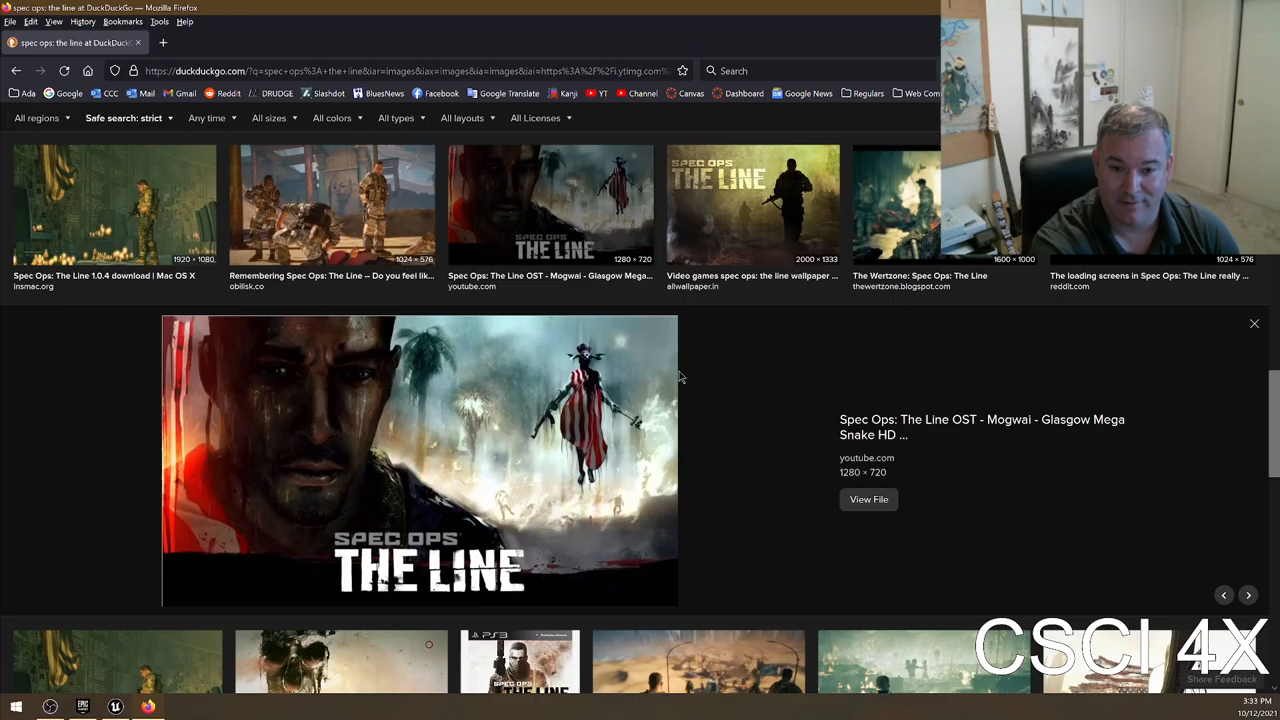 spec ops: the line at DuckDuckGo — Mozilla Firefox
File Edit View History Bookmarks Tools Help
spec ops: the line at DuckDuckG
https://duckduckgo.com/?q=spec+ops%3A+the+line&iar=images&iax=images&ia=images&iai=https%3A%2F%2Fi.ytimg.com%
Search
Ada Google CCC Mail Gmail Reddit DRUDGE Slashdot BluesNews Facebook Google Translate Kanji YT Channel Canvas Dashboard Google News Regulars Web Com
All regions Safe search: strict Any time All sizes All colors All types All layouts All Licenses
SPEC OPS
THE LINE
SPEC OPS
THE LINE
1920 × 1080
1024 × 576
1280 × 720
2000 × 1333
1600 × 1000
1024 × 576
Spec Ops: The Line 1.0.4 download | Mac OS X
insmac.org
Remembering Spec Ops: The Line – Do you feel lik...
obilisk.co
Spec Ops: The Line OST - Mogwai - Glasgow Mega...
youtube.com
Video games spec ops: the line wallpaper ...
allwallpaper.in
The Wertzone: Spec Ops: The Line
thewertzone.blogspot.com
The loading screens in Spec Ops: The Line really ...
reddit.com
SPEC OPS
THE LINE
Spec Ops: The Line OST - Mogwai - Glasgow Mega
Snake HD ...
youtube.com
1280 × 720
View File
PS3
CSCI 4X
Share Feedback
3:33 PM
10/12/2021